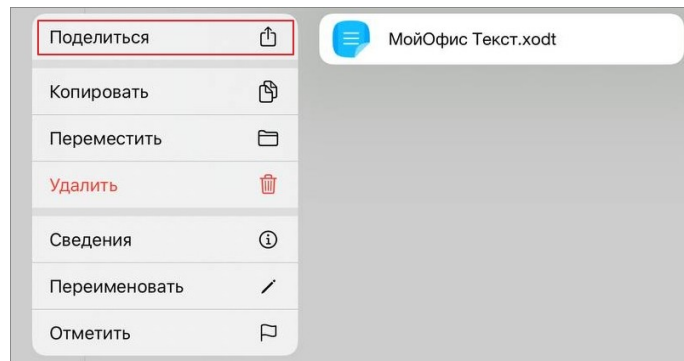 Поделиться
МойОфис Текст.xodt
Копировать
Переместить
Удалить
Сведения
Переименовать
Отметить